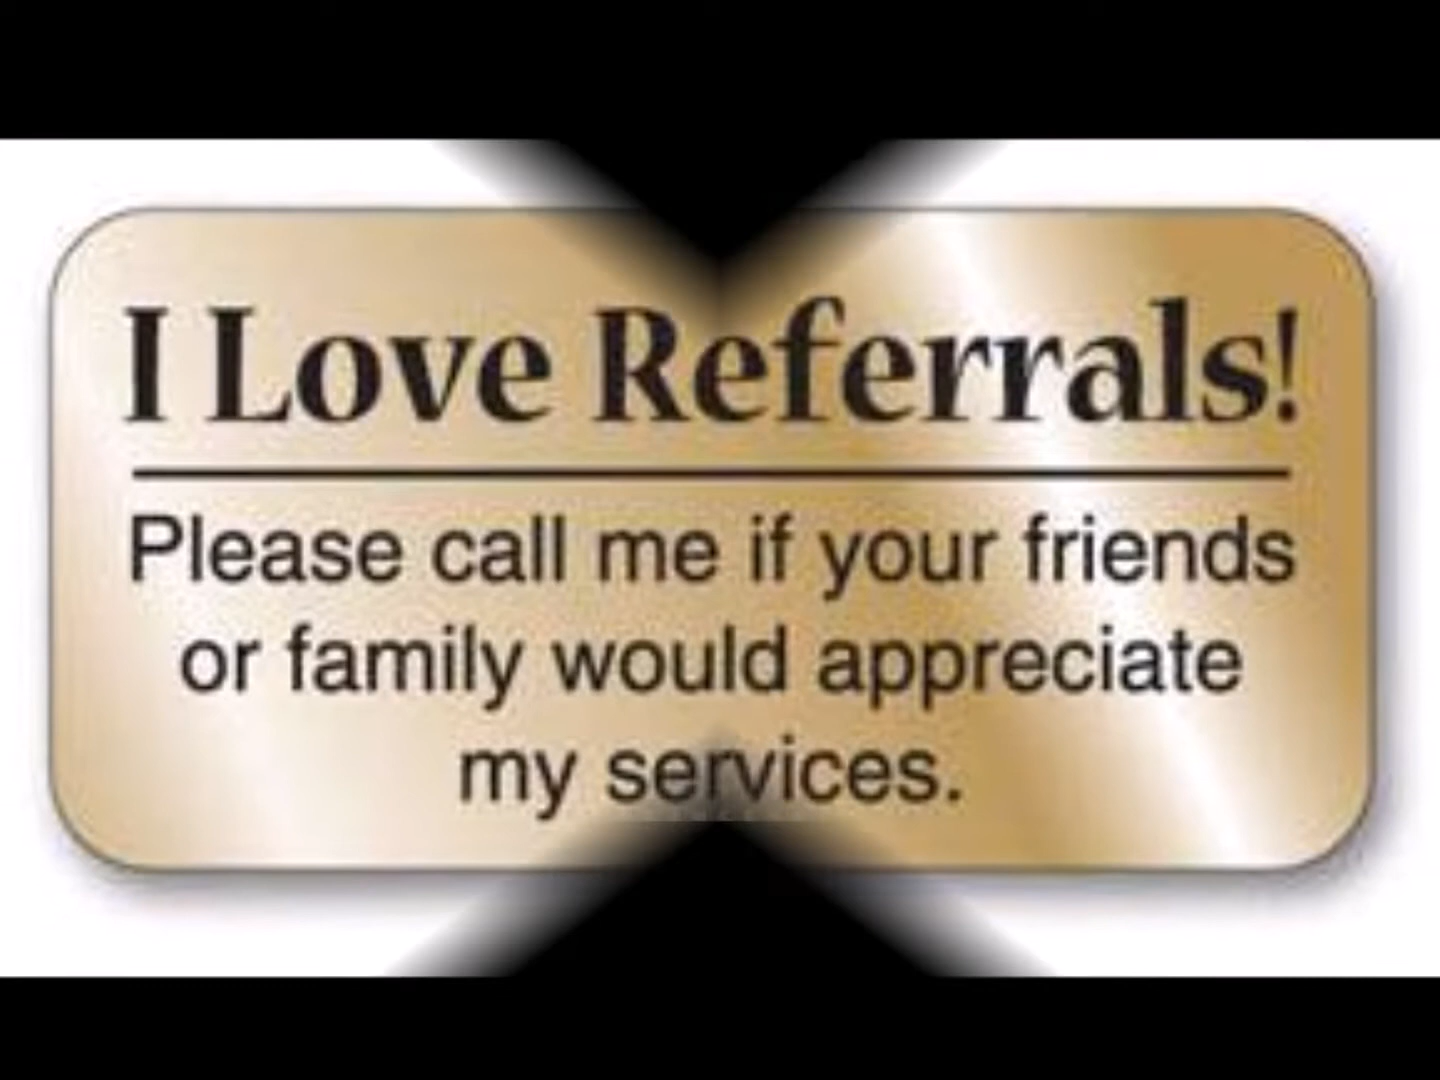 I Love Referrals!
Please call me if your friends
or family would appreciate
my services.